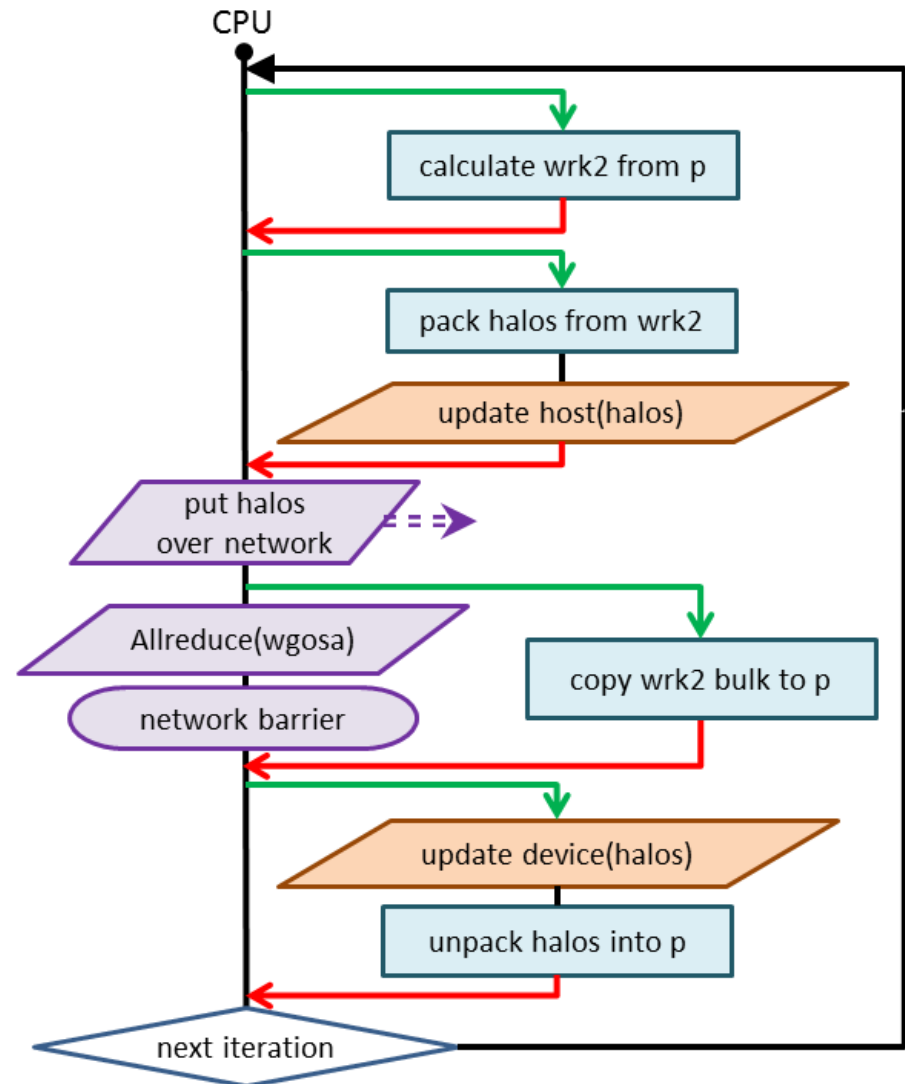 CPU
calculate wrk2 from p
pack halos from wrk2
update host(halos)
put halos
over network
Allreduce(wgosa)
copy wrk2 bulk to p
network barrier
update device(halos)
unpack halos into p
next iteration